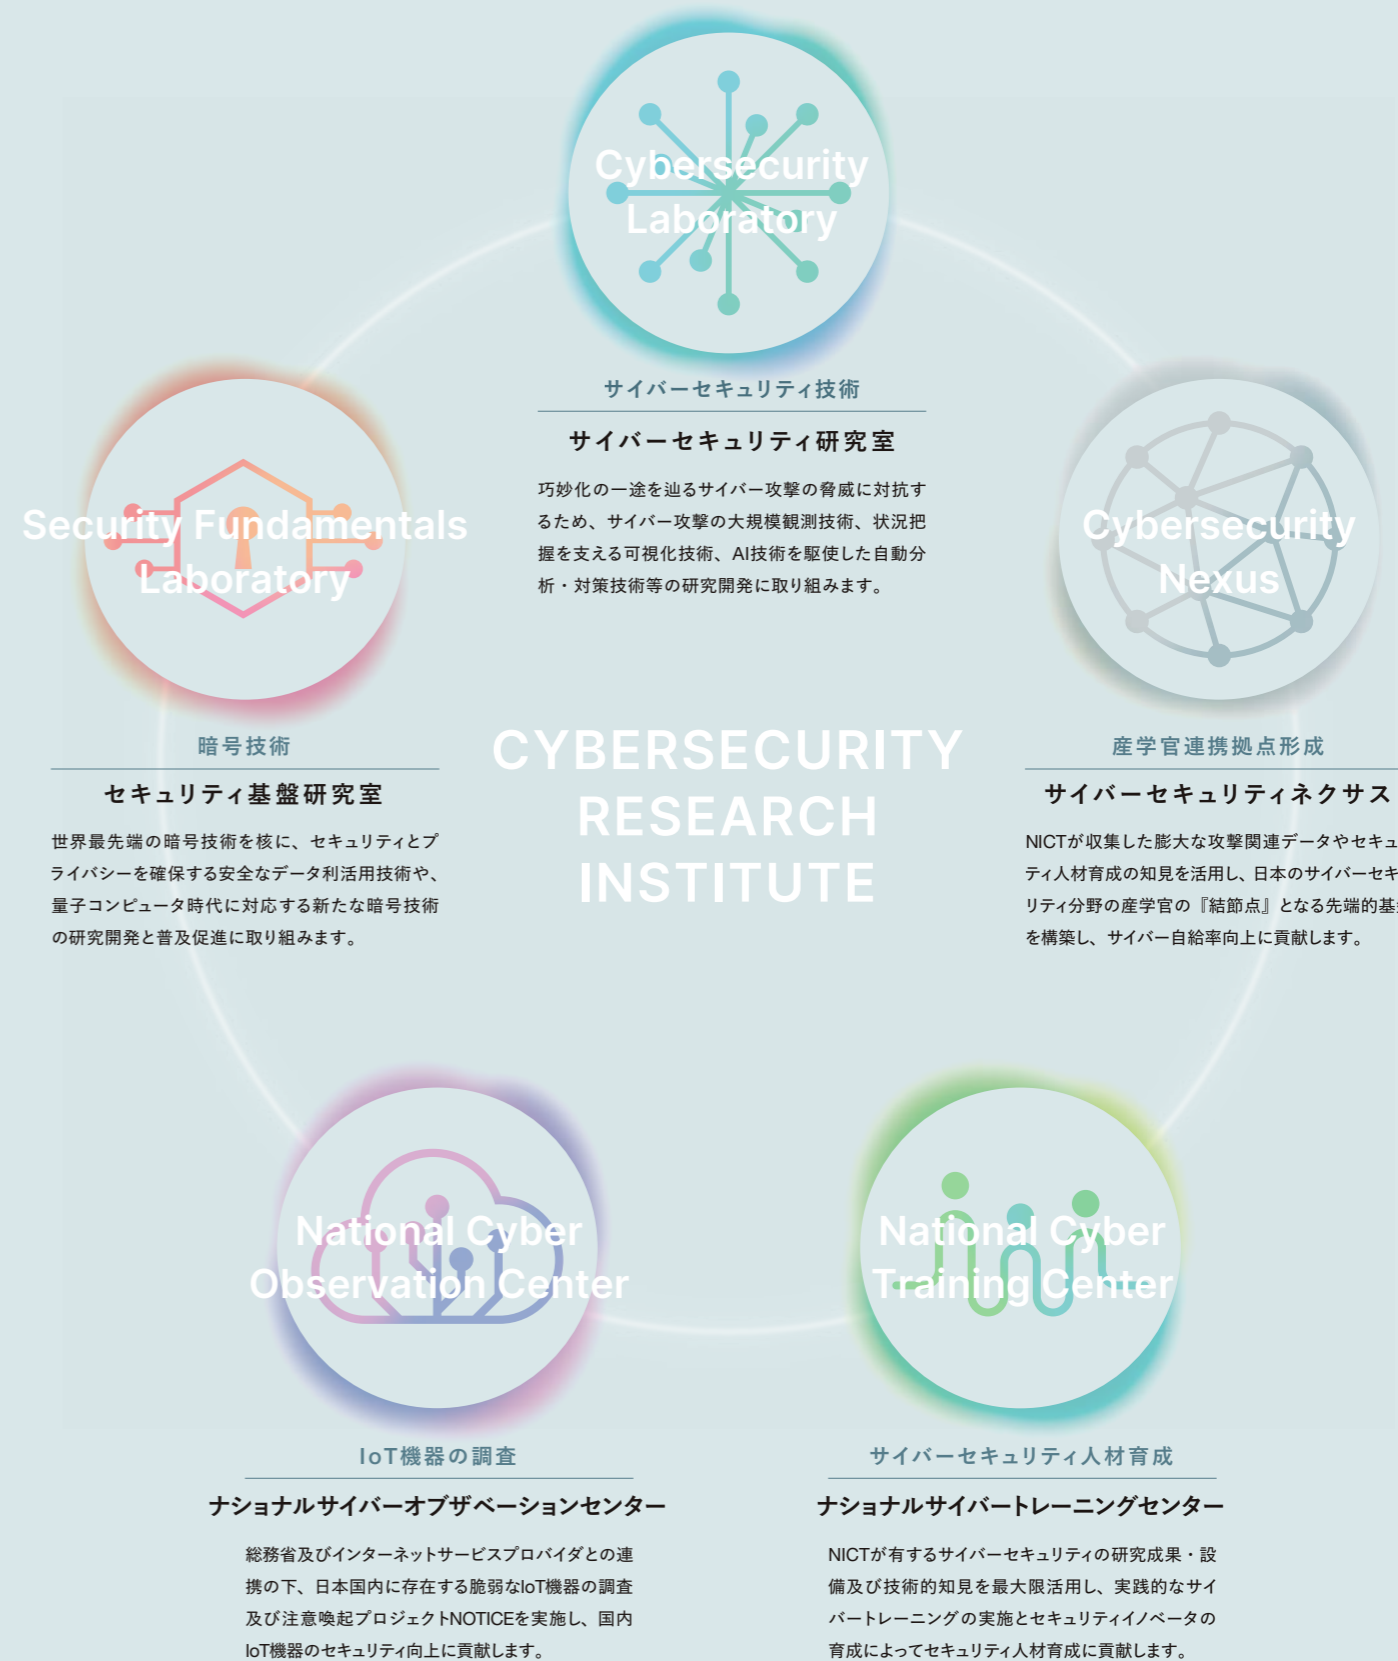 Cybersecurity
Laboratory
サイバーセキュリティ技術
サイバーセキュリティ研究室
巧妙化の一途を辿るサイバー攻撃の脅威に対抗す
るため、サイバー攻撃の大規模観測技術、状況把
握を支える可視化技術、AI技術を駆使した自動分
析・対策技術等の研究開発に取り組みます。
Security Fundamentals
Laboratory
暗号技術
セキュリティ基盤研究室
世界最先端の暗号技術を核に、セキュリティとプ
ライバシーを確保する安全なデータ利活用技術や、
量子コンピュータ時代に対応する新たな暗号技術
の研究開発と普及促進に取り組みます。
CYBERSECURITY
RESEARCH
INSTITUTE
Cybersecurity
Nexus
産学官連携拠点形成
サイバーセキュリティネクサス
NICTが収集した膨大な攻撃関連データやセキュ
ティ人材育成の知見を活用し、日本のサイバーセキ
リティ分野の産学官の『結節点』となる先端的基
を構築し、サイバー自給率向上に貢献します。
National Cyber
Observation Center
IoT機器の調査
ナショナルサイバーオブザベーションセンター
総務省及びインターネットサービスプロバイダとの連
携の下、日本国内に存在する脆弱なIoT機器の調査
及び注意喚起プロジェクトNOTICEを実施し、国内
IoT機器のセキュリティ向上に貢献します。
National Cyber
Training Center
サイバーセキュリティ人材育成
ナショナルサイバートレーニングセンター
NICTが有するサイバーセキュリティの研究成果・設
備及び技術的知見を最大限活用し、実践的なサイ
バートレーニングの実施とセキュリティイノベータの
育成によってセキュリティ人材育成に貢献します。